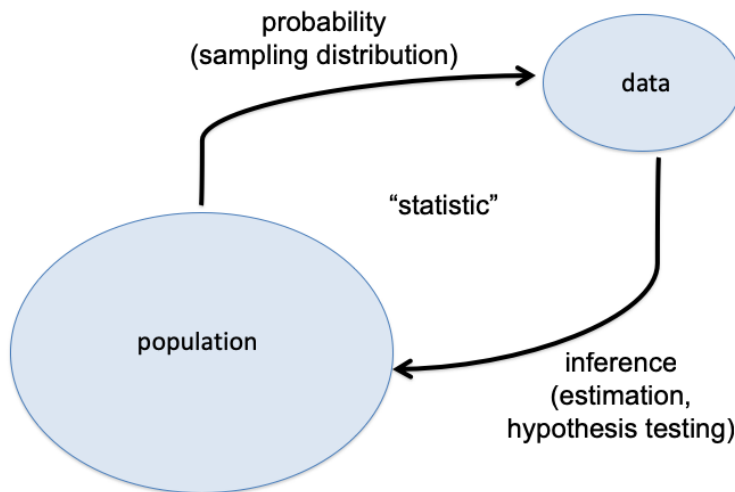 probability
(sampling distribution)
data
“statistic”
population
inference
(estimation,
hypothesis testing)